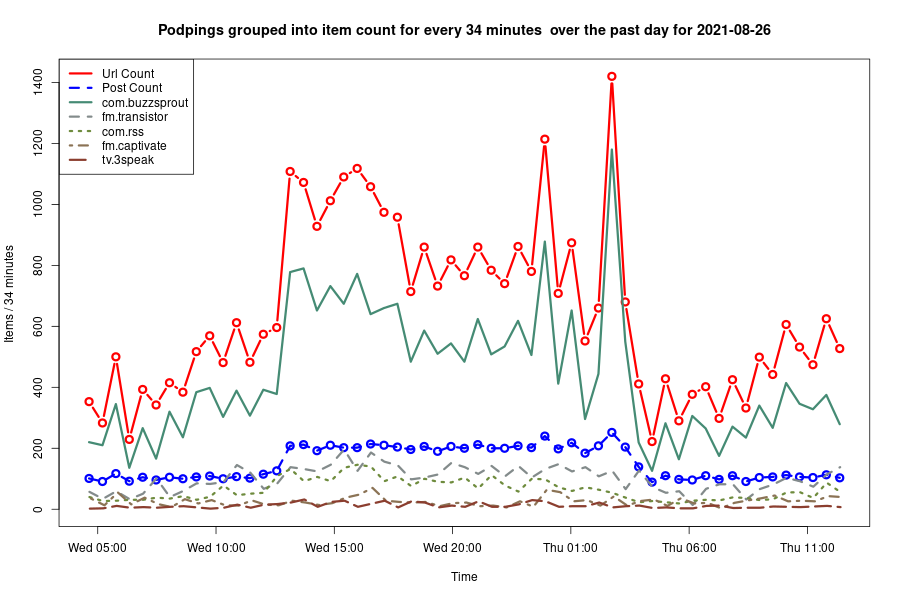 Podpings grouped into item count for every 34 minutes  over the past day for 2021-08-26
Url Count
Post Count
com.buzzsprout
fm.transistor
com.rss
fm.captivate
tv.3speak
Items / 34 minutes
1400
1200
1000
800
600
400
200
0
Wed 05:00 Wed 10:00 Wed 15:00 Wed 20:00 Thu 01:00 Thu 06:00 Thu 11:00
Time